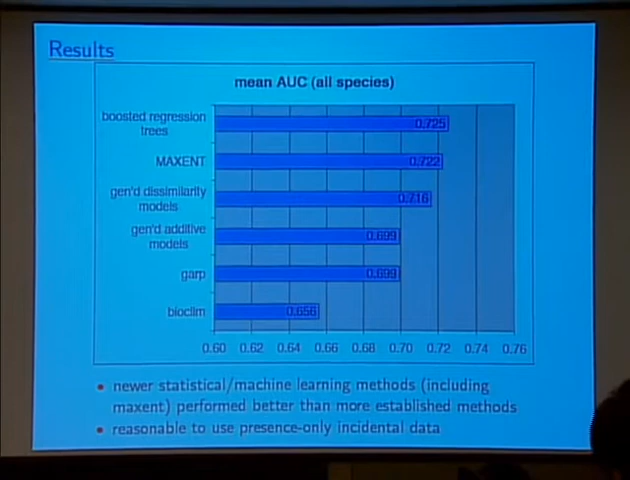 Results
mean AUC (all species)
boosted regression
trees
0.725
MAXENT
0.722
gen'd dissimilarity
models
0.716
gen'd additive
models
0.699
garp
0.699
bioclim
0.656
0.60 0.62 0.64 0.66 0.68 0.70 0.72 0.74 0.76
• newer statistical/machine learning methods (including
maxent) performed better than more established methods
• reasonable to use presence-only incidental data